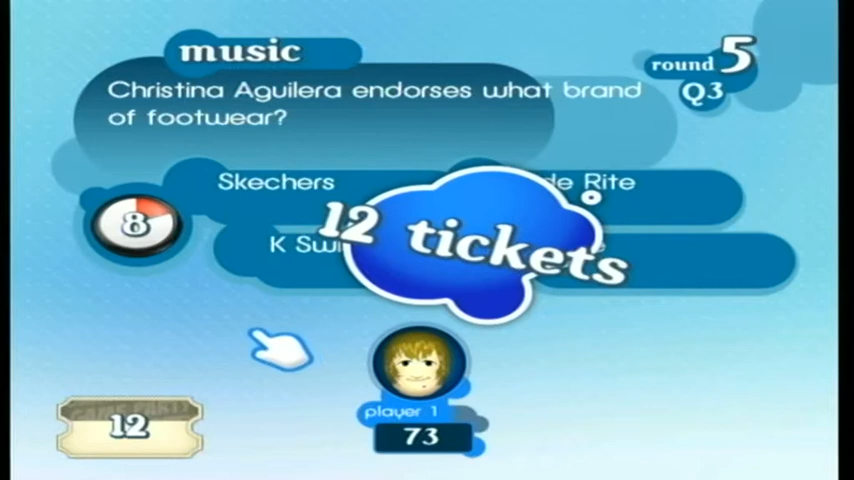 music
round 5
Q3
Christina Aguilera endorses what brand
of footwear?
Skechers
Rite
8
12 tickets
K
12
player 1
73